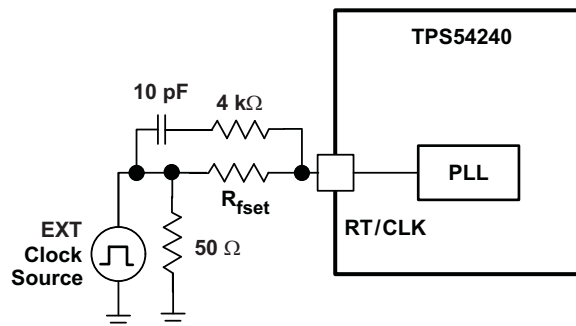 TPS54240
10 pF
4 kΩ
PLL
Rfset
RT/CLK
EXT
Clock
Source
50 Ω